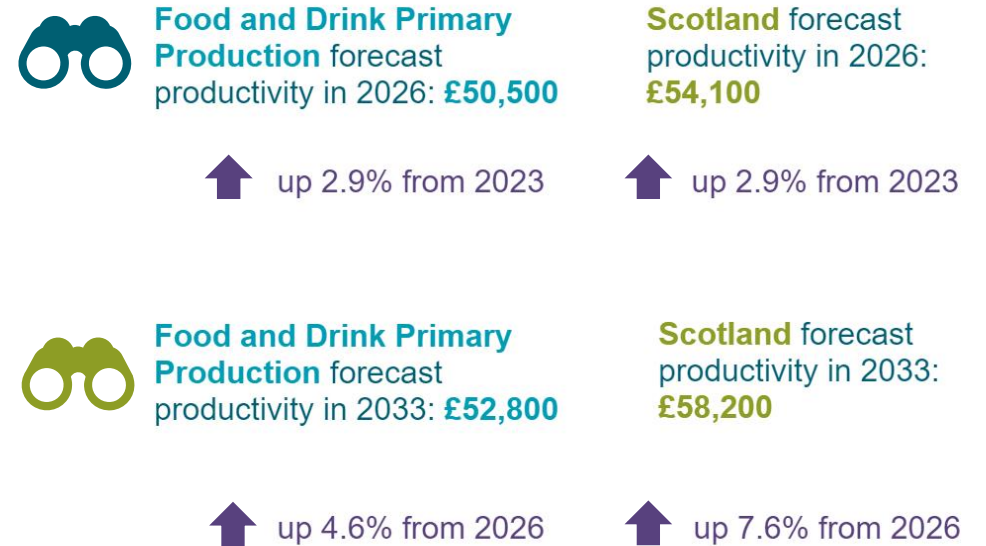 Food and Drink Primary
Production forecast
productivity in 2026: £50,500
Scotland forecast
productivity in 2026:
£54,100
up 2.9% from 2023
up 2.9% from 2023
Food and Drink Primary
Production forecast
productivity in 2033: £52,800
Scotland forecast
productivity in 2033:
£58,200
up 4.6% from 2026
up 7.6% from 2026